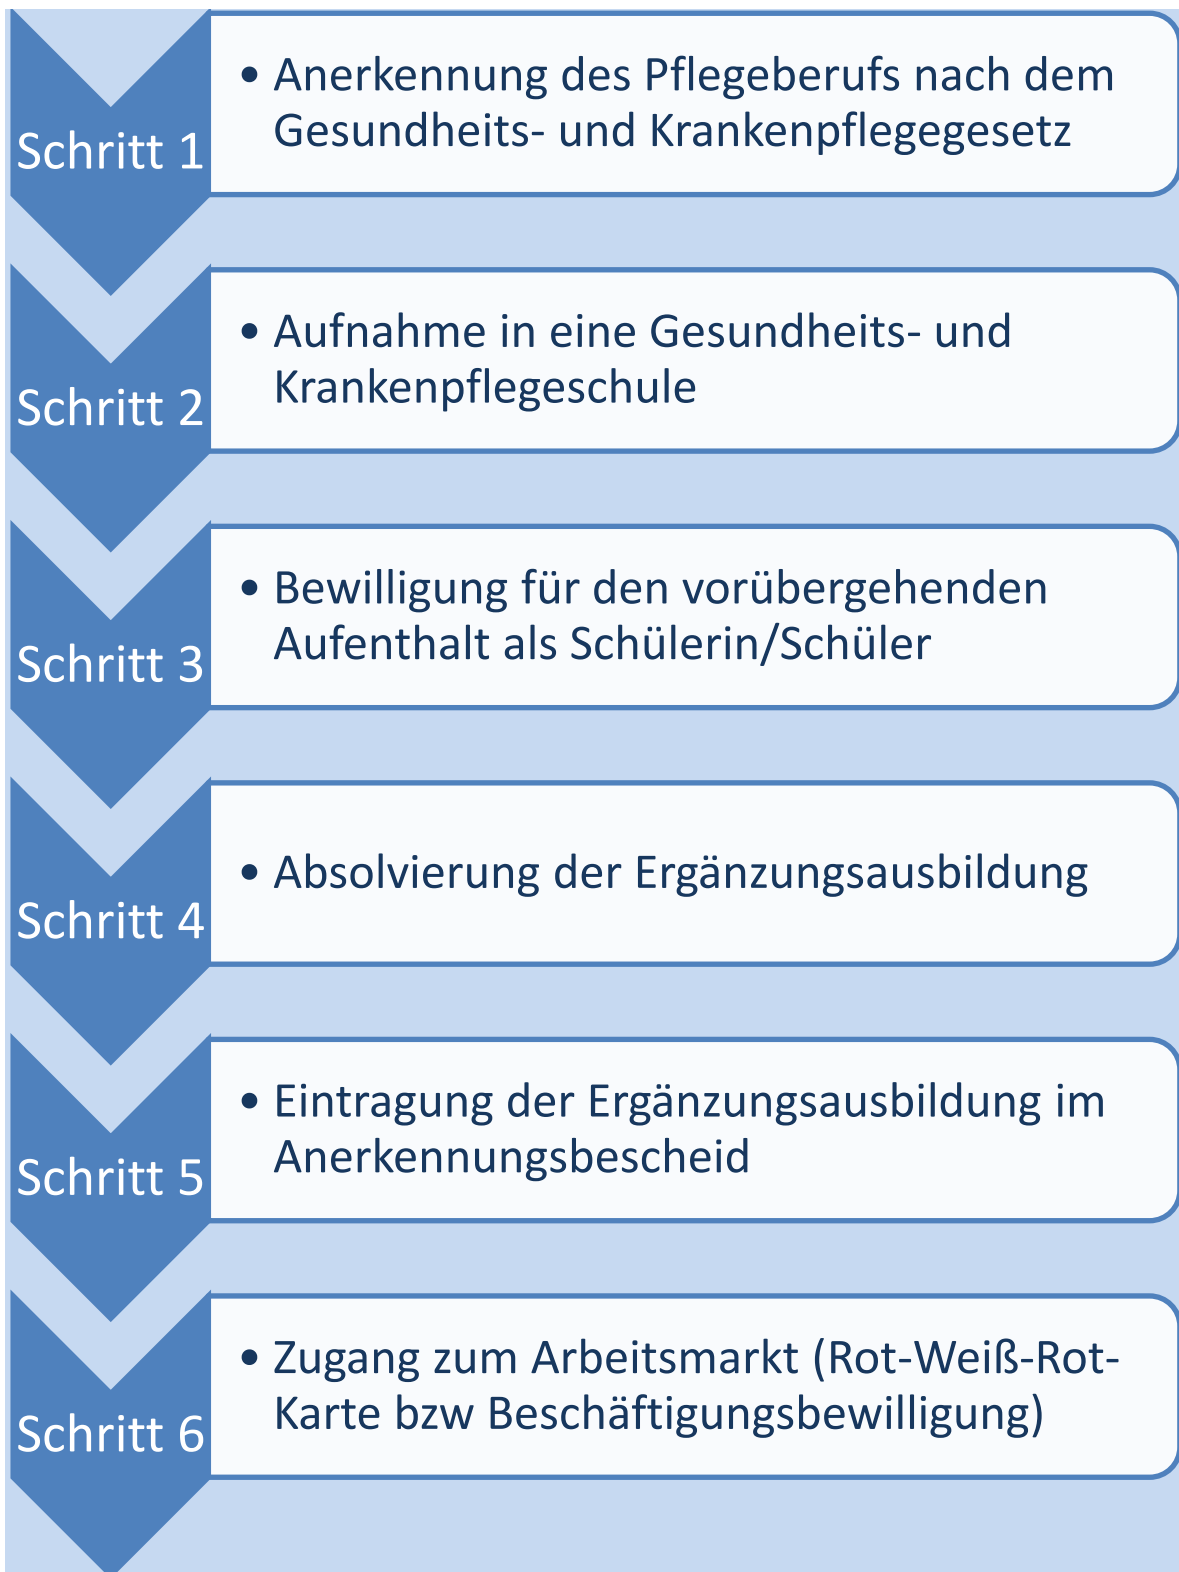 Schritt 1
• Anerkennung des Pflegeberufs nach dem
Gesundheits- und Krankenpflegegesetz
Schritt 2
• Aufnahme in eine Gesundheits- und
Krankenpflegeschule
Schritt 3
• Bewilligung für den vorübergehenden
Aufenthalt als Schülerin/Schüler
Schritt 4
• Absolvierung der Ergänzungsausbildung
Schritt 5
• Eintragung der Ergänzungsausbildung im
Anerkennungsbescheid
Schritt 6
• Zugang zum Arbeitsmarkt (Rot-Weiß-Rot-
Karte bzw Beschäftigungsbewilligung)